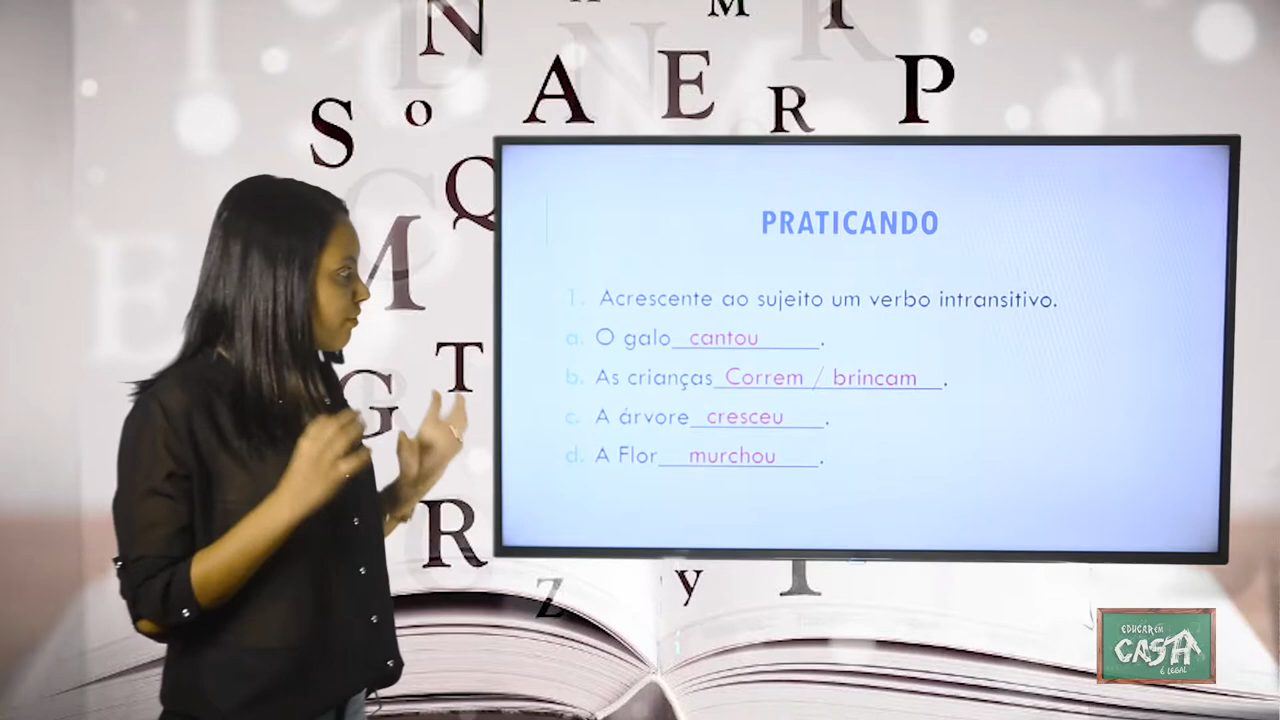 N M I
S O A E R P
Q
M
T
G
R
Z y I
E
PRATICANDO
1. Acrescente ao sujeito um verbo intransitivo.
a. O galo cantou .
b. As crianças Correm / brincam .
c. A árvore cresceu .
d. A Flor murchou .
EDUCAR EM
CASA
É LEGAL